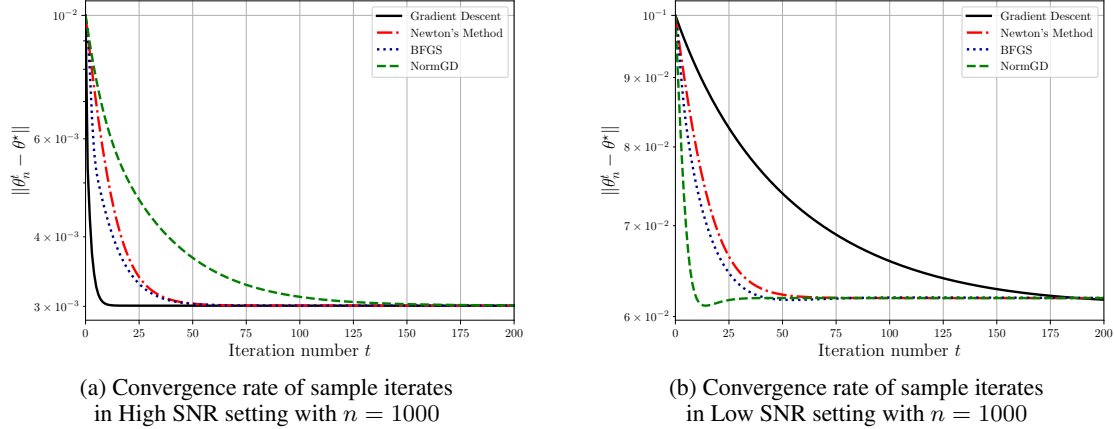 10⁻²
6 × 10⁻³
4 × 10⁻³
3 × 10⁻³
||θₙᵗ − θ*||
Gradient Descent
Newton's Method
BFGS
NormGD
0 25 50 75 100 125 150 175 200
Iteration number t
(a) Convergence rate of sample iterates
in High SNR setting with n = 1000
10⁻¹
9 × 10⁻²
8 × 10⁻²
7 × 10⁻²
6 × 10⁻²
||θₙᵗ − θ*||
Gradient Descent
Newton's Method
BFGS
NormGD
0 25 50 75 100 125 150 175 200
Iteration number t
(b) Convergence rate of sample iterates
in Low SNR setting with n = 1000